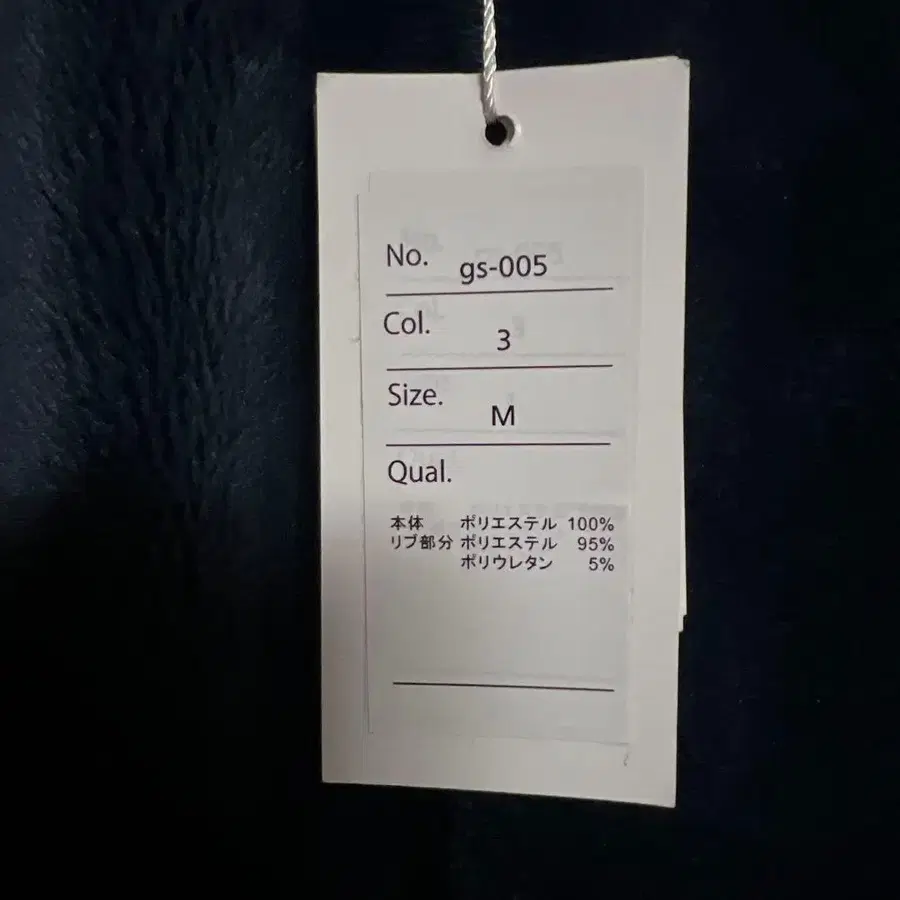 No. gs-005
Col. 3
Size. M
Qual.
本体 ポリエステル 100%
リブ部分 ポリエステル 95%
ポリウレタン 5%